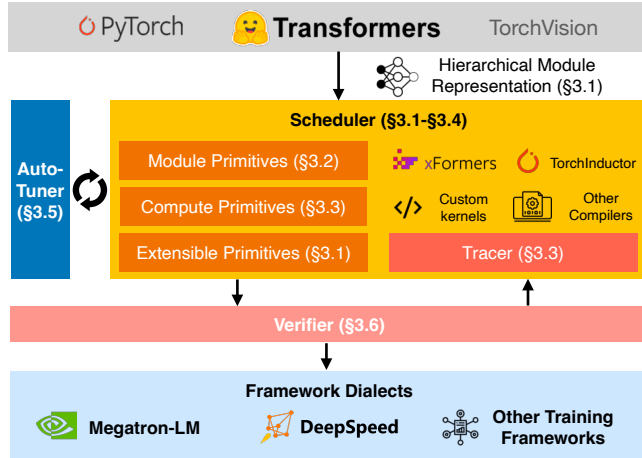 PyTorch Transformers TorchVision
Hierarchical Module
Representation (§3.1)
Auto-
Tuner
(§3.5)
Scheduler (§3.1-§3.4)
Module Primitives (§3.2)
Compute Primitives (§3.3)
Extensible Primitives (§3.1)
xFormers
TorchInductor
</>
Custom
kernels
Other
Compilers
Tracer (§3.3)
Verifier (§3.6)
Framework Dialects
Megatron-LM
DeepSpeed
Other Training
Frameworks